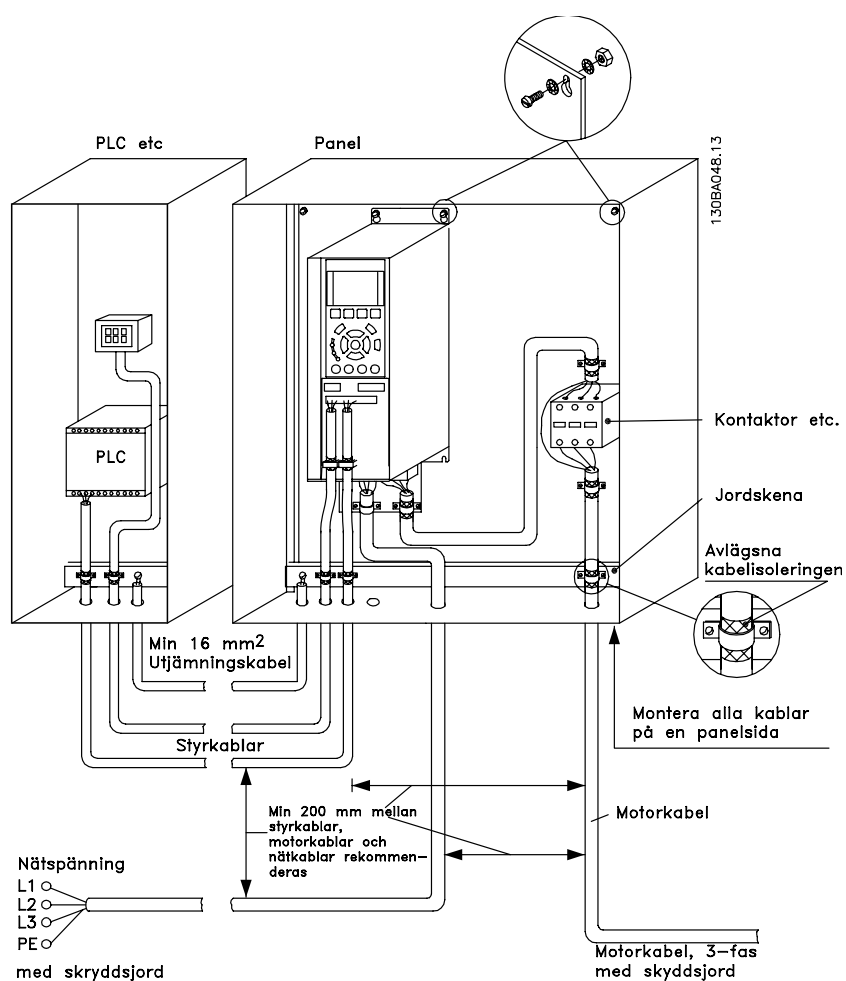 PLC etc
Panel
130BA048.13
PLC
Kontaktor etc.
Jordskena
Avlägsna
kabelisoleringen
Min 16 mm2
Utjämningskabel
Styrkablar
Montera alla kablar
på en panelsida
Min 200 mm mellan
styrkablar,
motorkablar och
nätkablar rekommen-
deras
Motorkabel
Nätspänning
L1
L2
L3
PE
med skryddsjord
Motorkabel, 3-fas
med skyddsjord